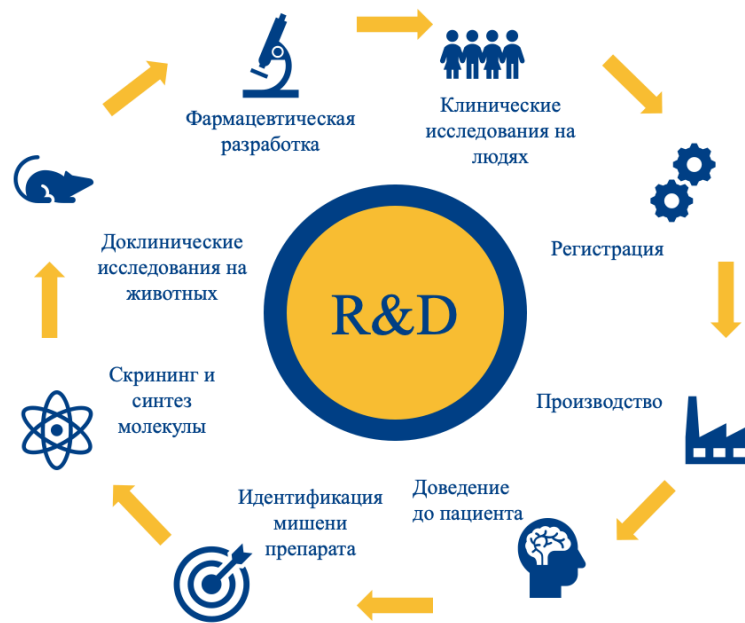 Фармацевтическая
разработка
Клинические
исследования на
людях
Регистрация
Производство
Доведение
до пациента
Идентификация
мишени
препарата
Скрининг и
синтез
молекулы
Доклинические
исследования на
животных
R&D